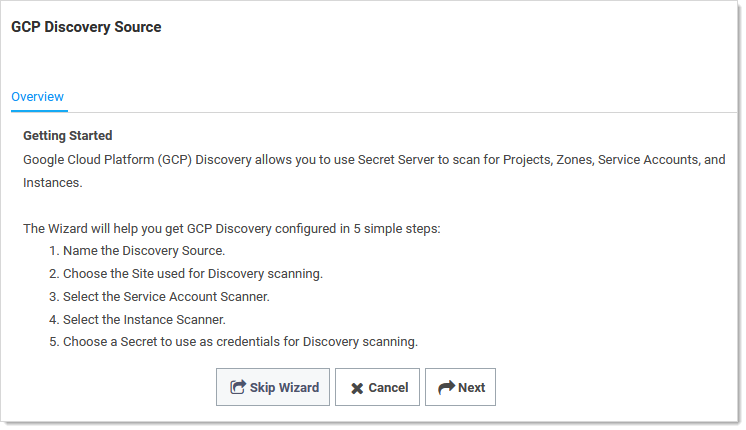 GCP Discovery Source
Overview
Getting Started
Google Cloud Platform (GCP) Discovery allows you to use Secret Server to scan for Projects, Zones, Service Accounts, and
Instances.
The Wizard will help you get GCP Discovery configured in 5 simple steps:
1. Name the Discovery Source.
2. Choose the Site used for Discovery scanning.
3. Select the Service Account Scanner.
4. Select the Instance Scanner.
5. Choose a Secret to use as credentials for Discovery scanning.
Skip Wizard Cancel Next